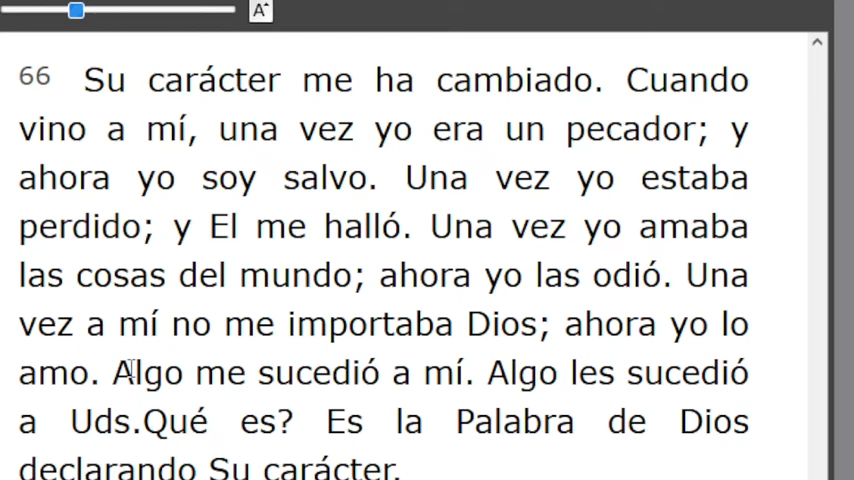 A
66 Su carácter me ha cambiado. Cuando
vino a mí, una vez yo era un pecador; y
ahora yo soy salvo. Una vez yo estaba
perdido; y El me halló. Una vez yo amaba
las cosas del mundo; ahora yo las odió. Una
vez a mí no me importaba Dios; ahora yo lo
amo. Algo me sucedió a mí. Algo les sucedió
a Uds.Qué es? Es la Palabra de Dios
declarando Su carácter.